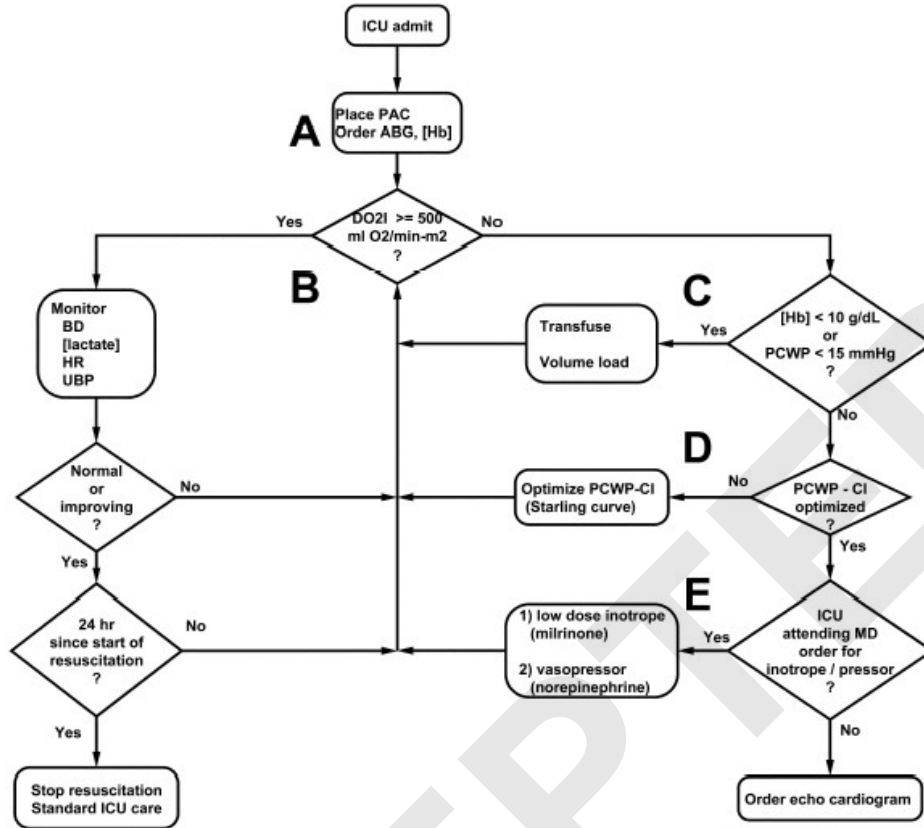 ICU admit
A
Place PAC
Order ABG, [Hb]
Yes
DO2I >= 500
ml O2/min-m2
?
No
B
Monitor
BD
[lactate]
HR
UBP
C
[Hb] < 10 g/dL
or
PCWP < 15 mmHg
?
Yes
Transfuse
Volume load
No
Normal
or
improving
?
No
Yes
D
PCWP - CI
optimized
?
No
Optimize PCWP-CI
(Starling curve)
Yes
24 hr
since start of
resuscitation
?
No
Yes
E
ICU
attending MD
order for
inotrope / pressor
?
Yes
1) low dose inotrope
(milrinone)
2) vasopressor
(norepinephrine)
No
Stop resuscitation
Standard ICU care
Order echo cardiogram